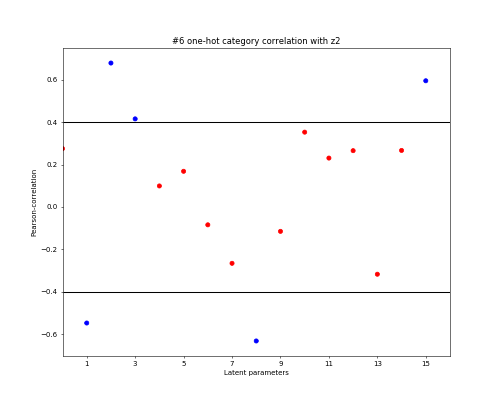 #6 one-hot category correlation with z2
Pearson-correlation
0.6
0.4
0.2
0.0
−0.2
−0.4
−0.6
1 3 5 7 9 11 13 15
Latent parameters